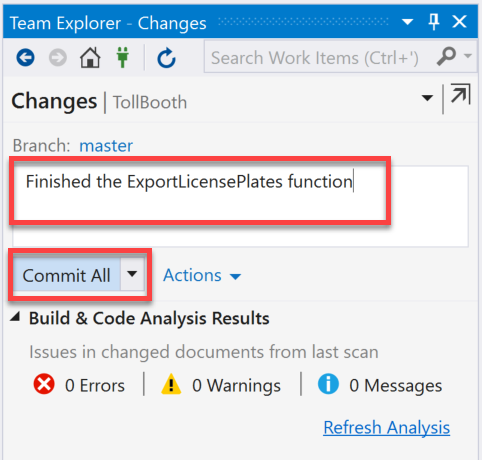 Team Explorer - Changes
Search Work Items (Ctrl+')
Changes | TollBooth
Branch: master
Finished the ExportLicensePlates function
Commit All Actions
Build & Code Analysis Results
Issues in changed documents from last scan
0 Errors | 0 Warnings | 0 Messages
Refresh Analysis